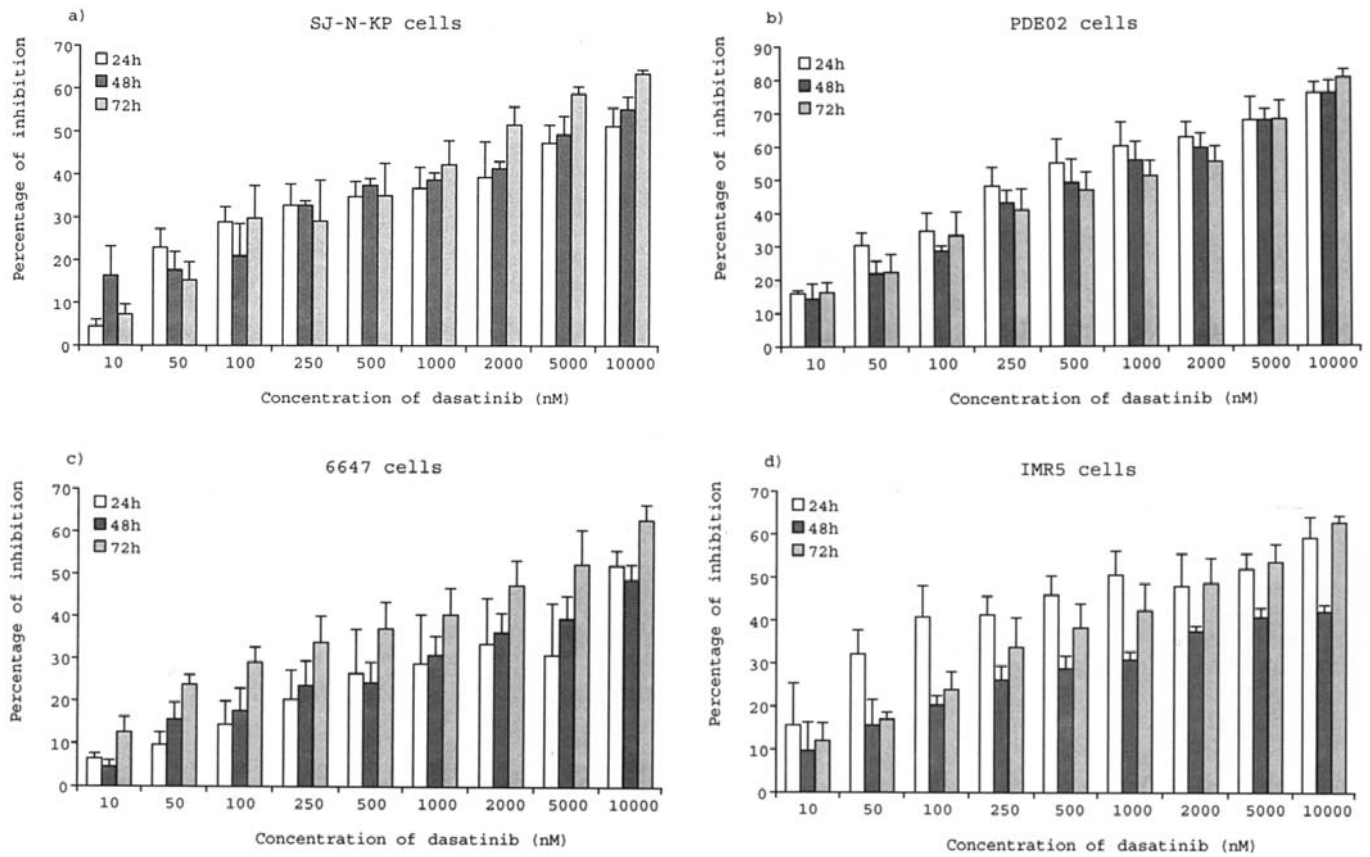 a)
SJ-N-KP cells
Percentage of inhibition
70
60
50
40
30
20
10
0
24h
48h
72h
10 50 100 250 500 1000 2000 5000 10000
Concentration of dasatinib (nM)
b)
PDE02 cells
Percentage of inhibition
90
80
70
60
50
40
30
20
10
0
24h
48h
72h
10 50 100 250 500 1000 2000 5000 10000
Concentration of dasatinib (nM)
c)
6647 cells
Percentage of inhibition
70
60
50
40
30
20
10
0
24h
48h
72h
10 50 100 250 500 1000 2000 5000 10000
Concentration of dasatinib (nM)
d)
IMR5 cells
Percentage of inhibition
70
60
50
40
30
20
10
0
24h
48h
72h
10 50 100 250 500 1000 2000 5000 10000
Concentration of dasatinib (nM)